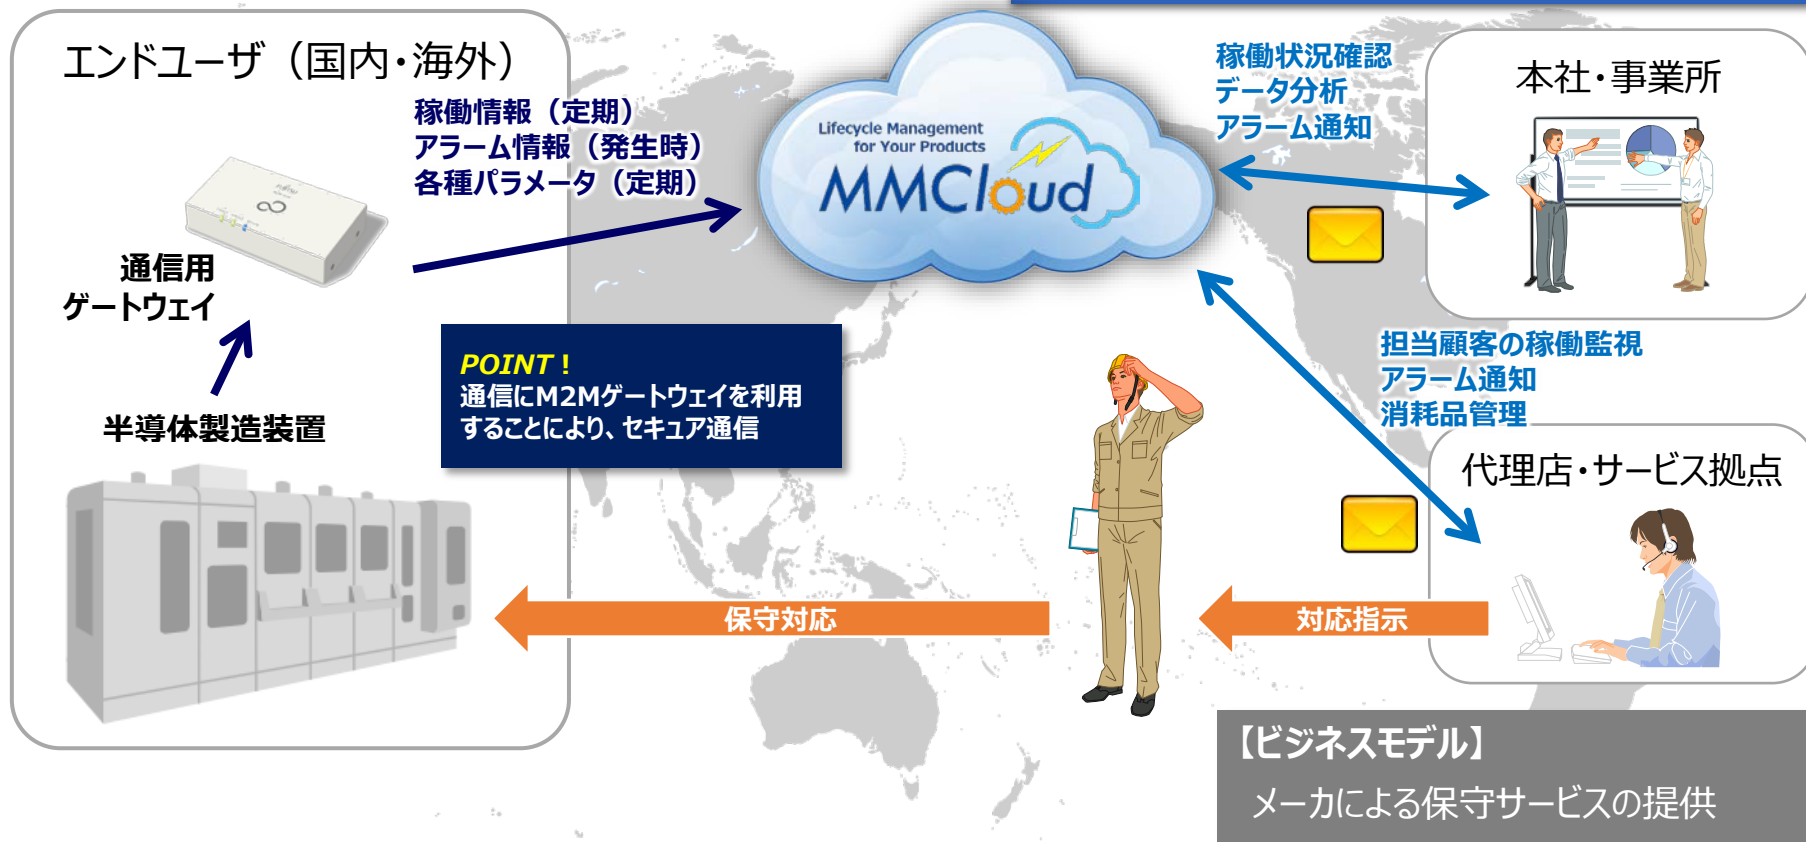 エンドユーザ（国内・海外）
稼働情報（定期）
アラーム情報（発生時）
各種パラメータ（定期）
通信用
ゲートウェイ
半導体製造装置
POINT！
通信にM2Mゲートウェイを利用
することにより、セキュア通信
Lifecycle Management
for Your Products
MMCloud
稼働状況確認
データ分析
アラーム通知
本社・事業所
担当顧客の稼働監視
アラーム通知
消耗品管理
代理店・サービス拠点
保守対応
対応指示
【ビジネスモデル】
メーカによる保守サービスの提供